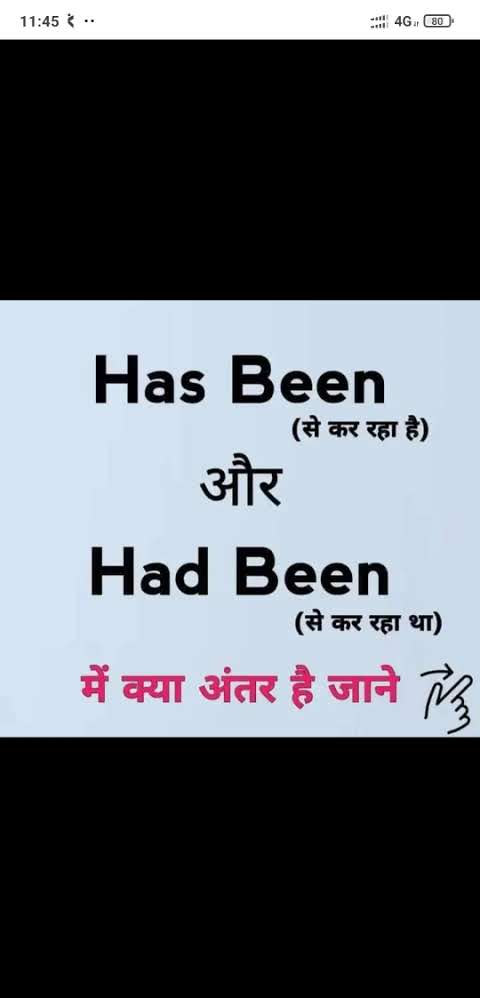 11:45
4G 80
Has Been
(से कर रहा है)
और
Had Been
(से कर रहा था)
में क्या अंतर है जाने